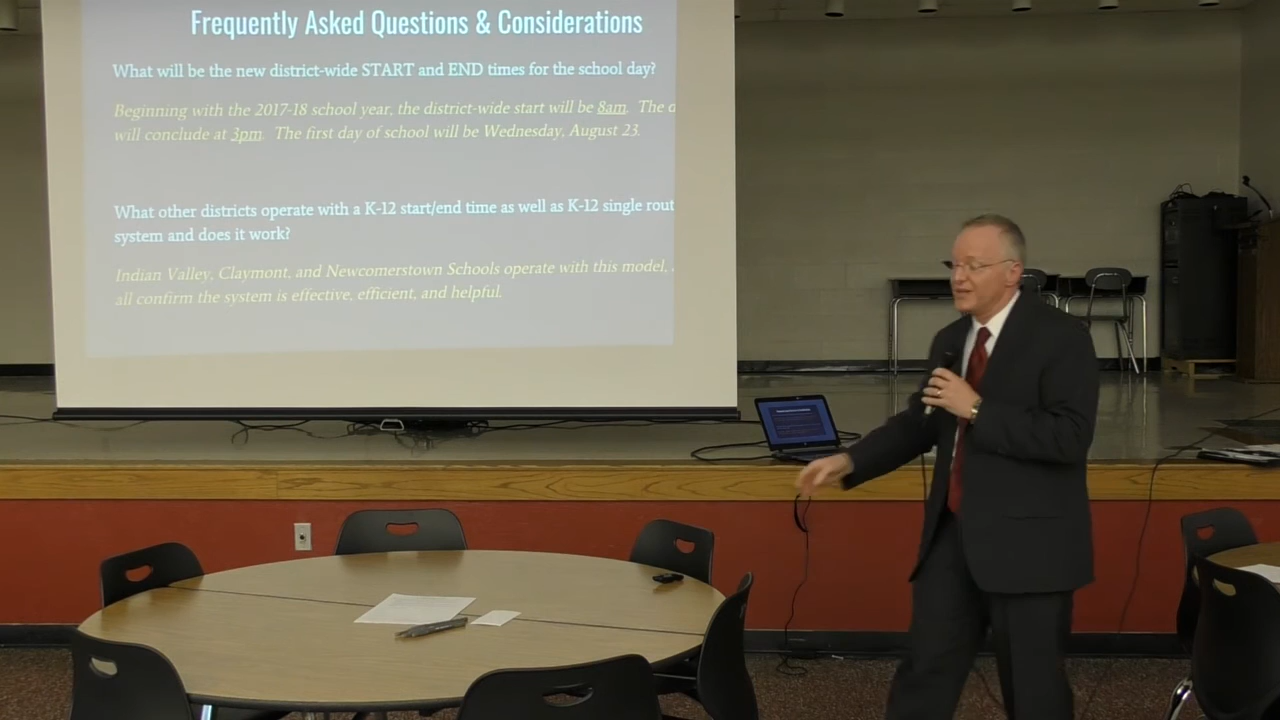 Frequently Asked Questions & Considerations
What will be the new district-wide START and END times for the school day?
Beginning with the 2017-18 school year, the district-wide start will be 8am. The
will conclude at 3pm. The first day of school will be Wednesday, August 23.
What other districts operate with a K-12 start/end time as well as K-12 single
system and does it work?
Indian Valley, Claymont, and Newcomerstown Schools operate with this model,
all confirm the system is effective, efficient, and helpful.